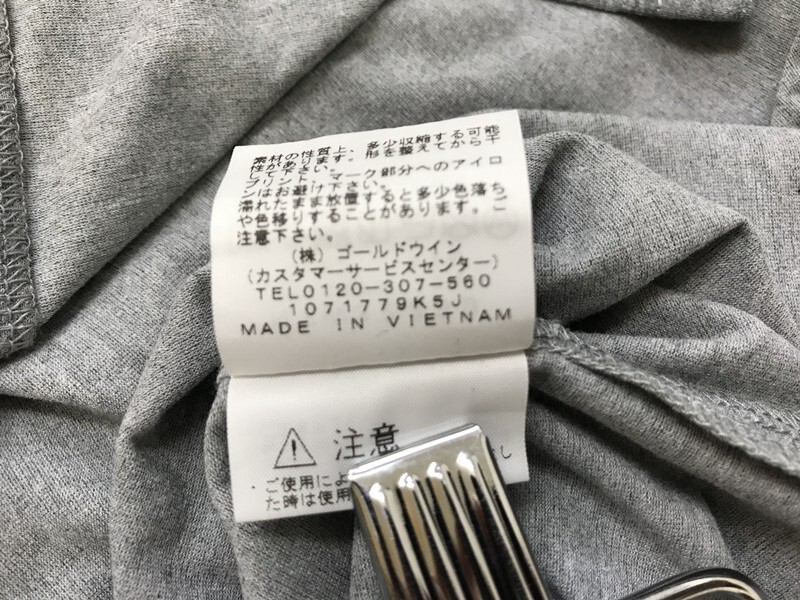 素材の性質上、多少収縮する可能
性があります。形を整えてから干
して下さい。
プリント、マーク部分へのアイロ
ンはお避け下さい。
濡れたまま放置すると多少色落ち
や色移りすることがあります。ご
注意下さい。
(株) ゴールドウイン
(カスタマーサービスセンター)
TEL0120-307-560
1071779K5J
MADE IN VIETNAM
注意
ご使用によ
た時は使用